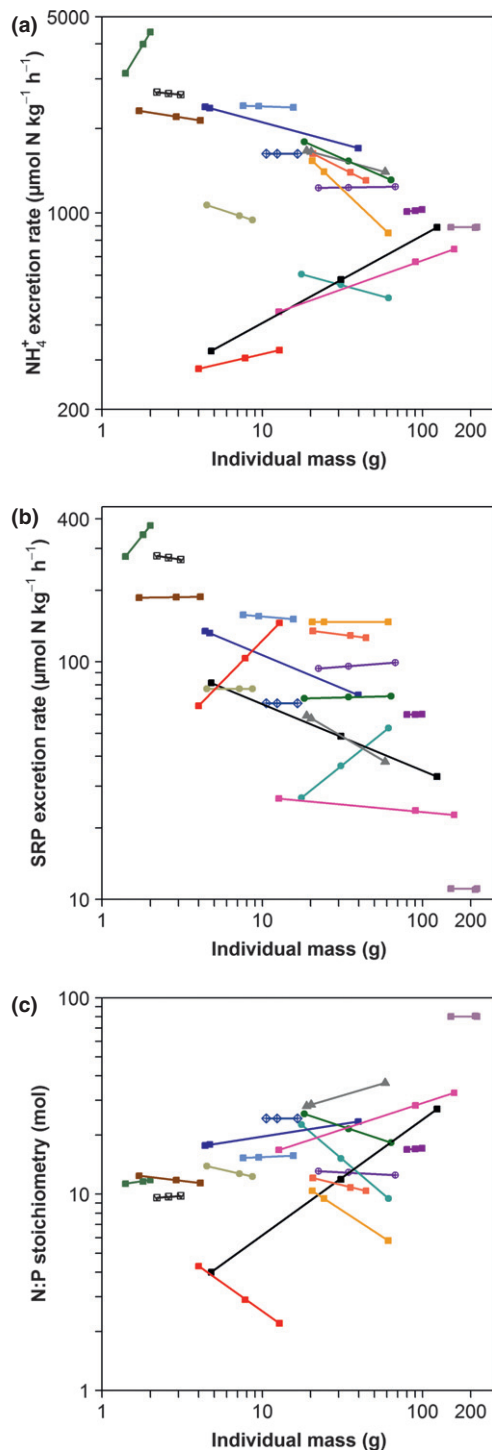 (a)
5000
1000
200
NH₄⁺ excretion rate (µmol N kg⁻¹ h⁻¹)
1 10 100 200
Individual mass (g)
(b)
400
100
10
SRP excretion rate (µmol N kg⁻¹ h⁻¹)
1 10 100 200
Individual mass (g)
(c)
100
10
1
N:P stoichiometry (mol)
1 10 100 200
Individual mass (g)